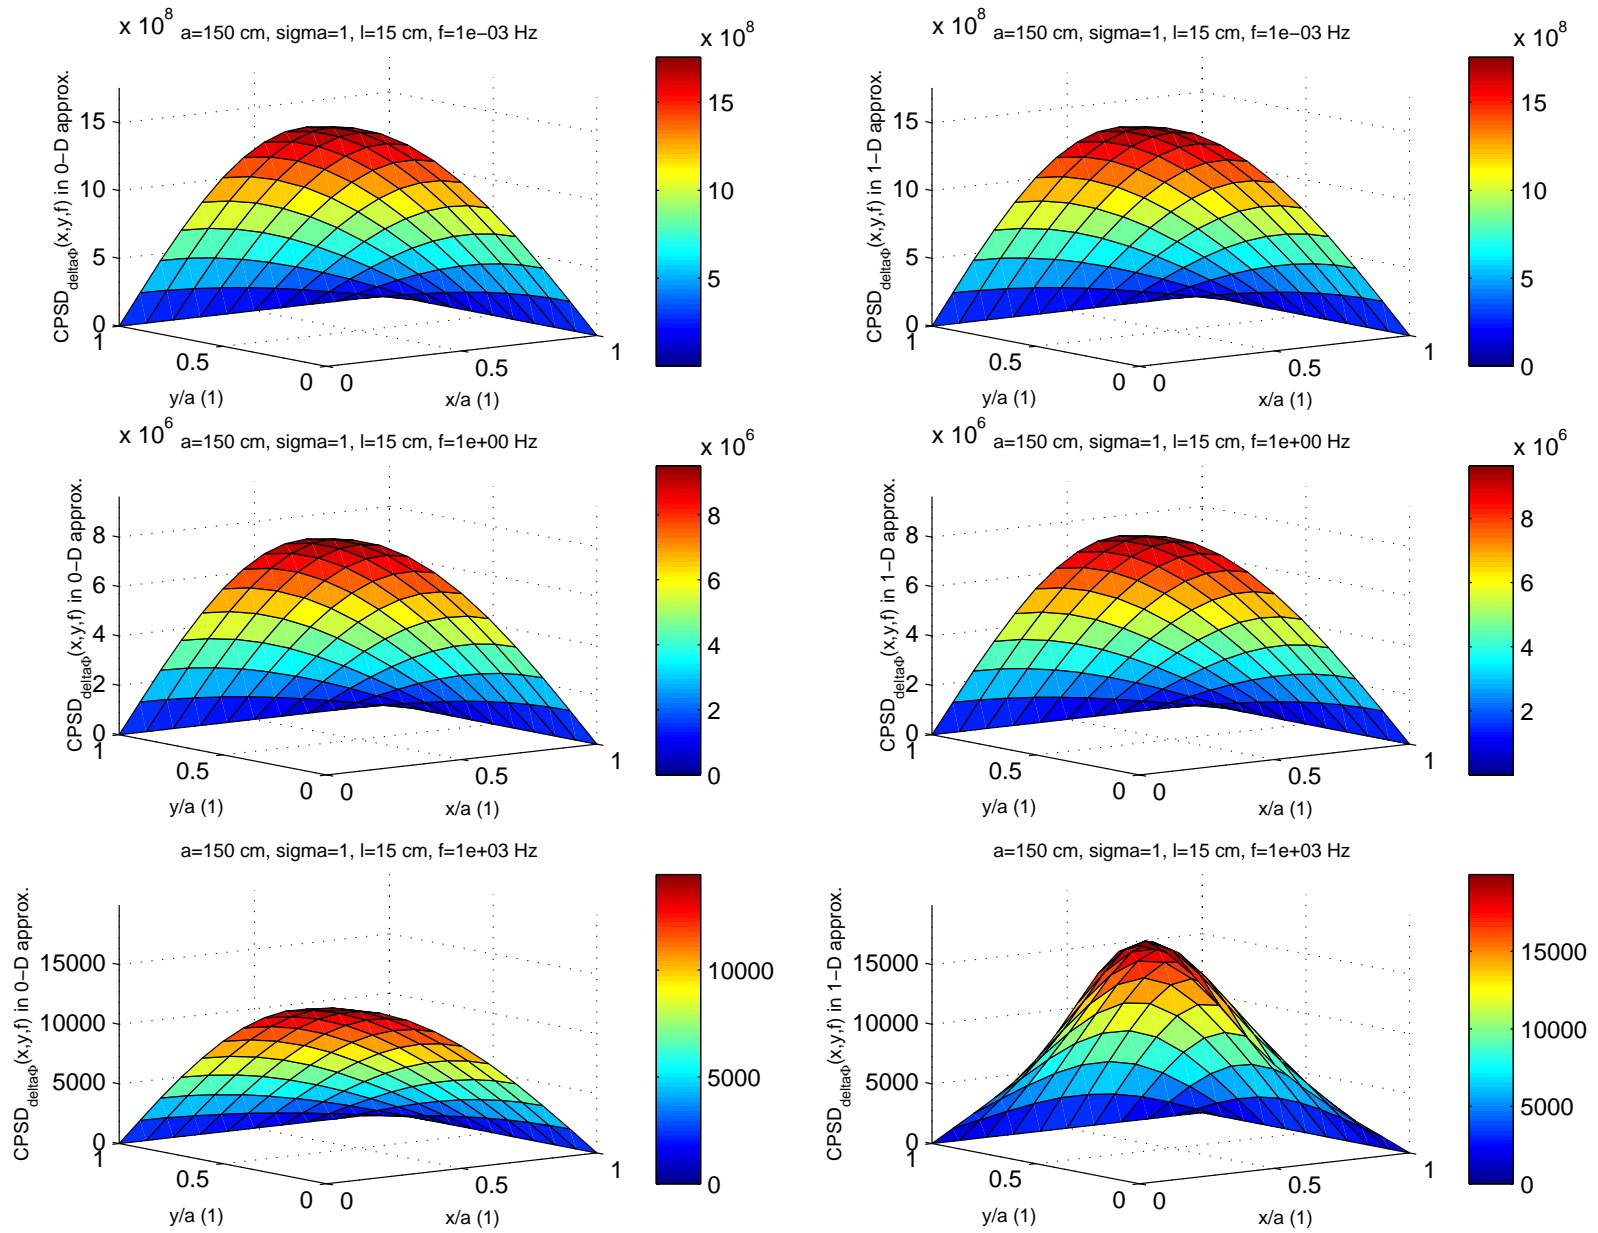 x 10^8
a=150 cm, sigma=1, l=15 cm, f=1e−03 Hz
x 10^8
CPSD_deltaΦ(x,y,f) in 0−D approx.
15
10
5
0
1
0.5
0
y/a (1)
0
0.5
1
x/a (1)
15
10
5
x 10^8
a=150 cm, sigma=1, l=15 cm, f=1e−03 Hz
x 10^8
CPSD_deltaΦ(x,y,f) in 1−D approx.
15
10
5
0
1
0.5
0
y/a (1)
0
0.5
1
x/a (1)
15
10
5
0
x 10^6
a=150 cm, sigma=1, l=15 cm, f=1e+00 Hz
x 10^6
CPSD_deltaΦ(x,y,f) in 0−D approx.
8
6
4
2
0
1
0.5
0
y/a (1)
0
0.5
1
x/a (1)
8
6
4
2
0
x 10^6
a=150 cm, sigma=1, l=15 cm, f=1e+00 Hz
x 10^6
CPSD_deltaΦ(x,y,f) in 1−D approx.
8
6
4
2
0
1
0.5
0
y/a (1)
0
0.5
1
x/a (1)
8
6
4
2
a=150 cm, sigma=1, l=15 cm, f=1e+03 Hz
CPSD_deltaΦ(x,y,f) in 0−D approx.
15000
10000
5000
0
1
0.5
0
y/a (1)
0
0.5
1
x/a (1)
10000
5000
0
a=150 cm, sigma=1, l=15 cm, f=1e+03 Hz
CPSD_deltaΦ(x,y,f) in 1−D approx.
15000
10000
5000
0
1
0.5
0
y/a (1)
0
0.5
1
x/a (1)
15000
10000
5000
0